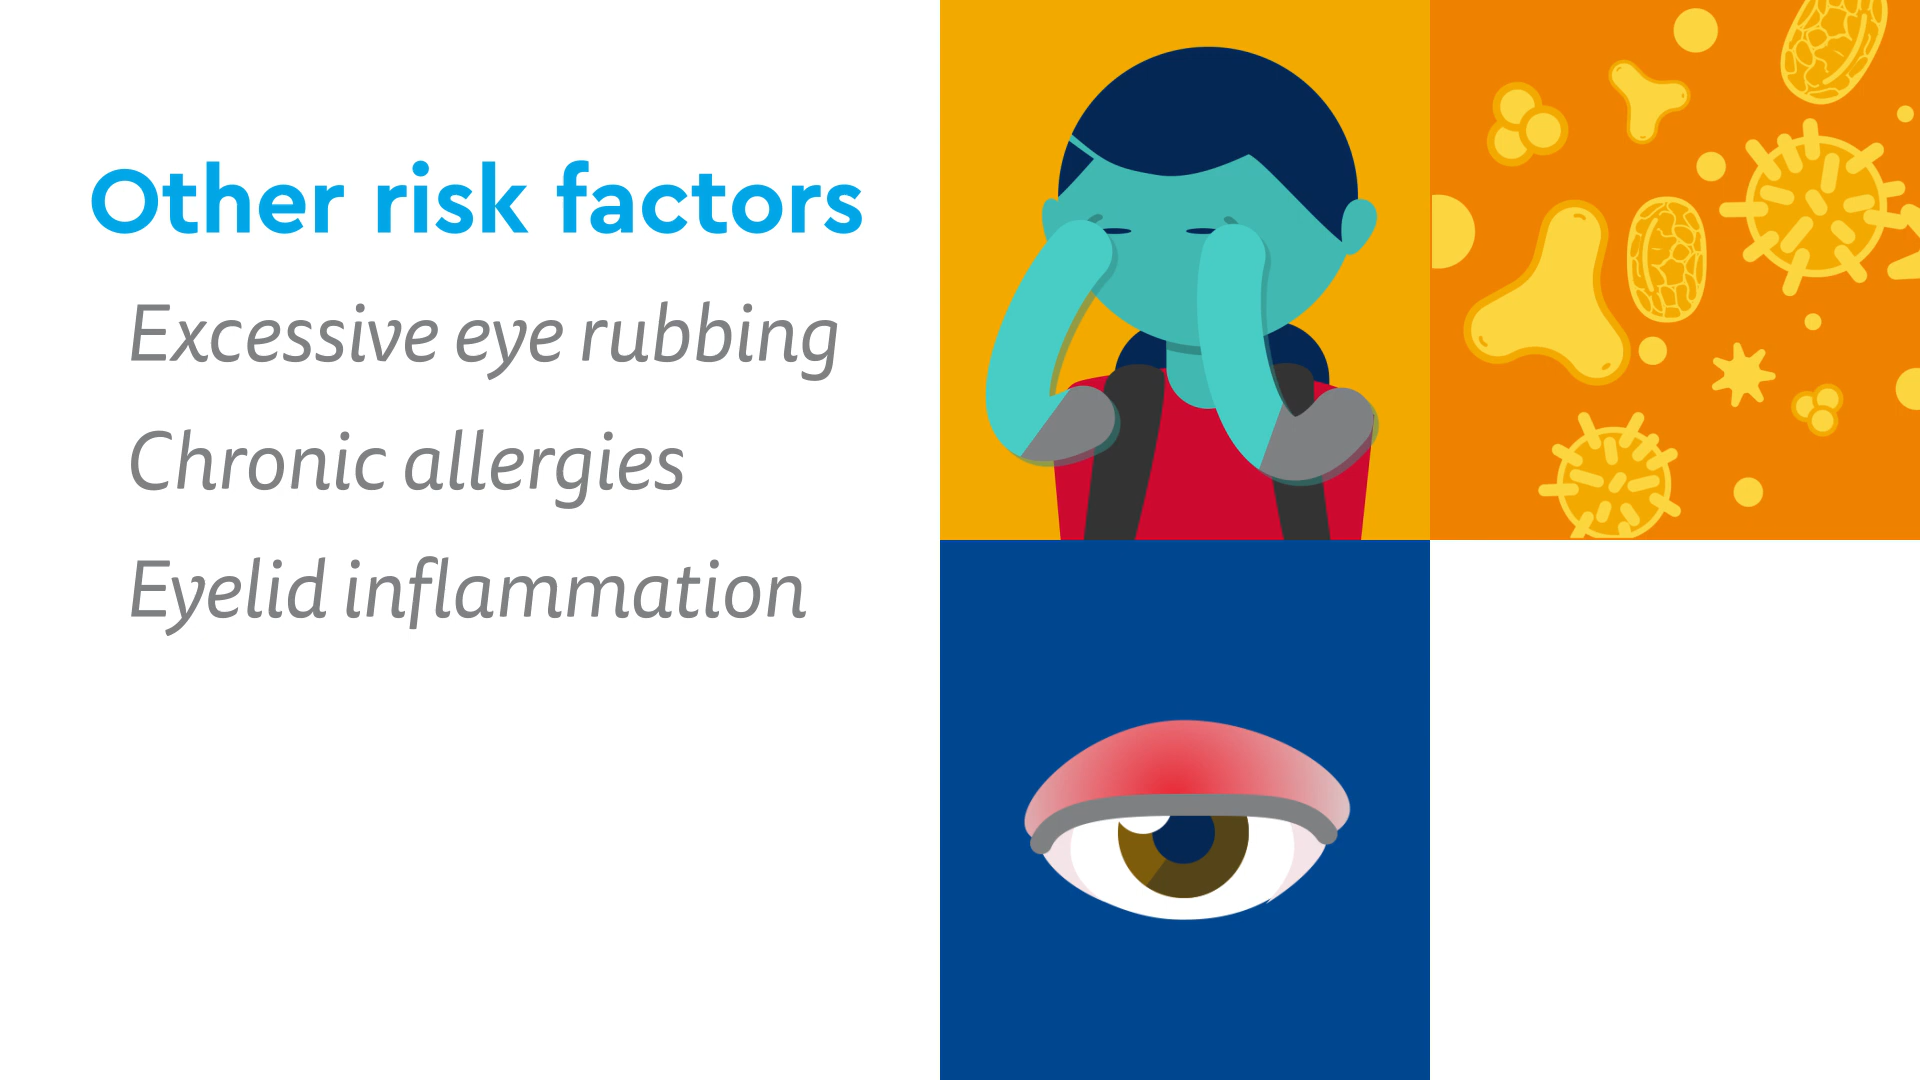 Other risk factors
Excessive eye rubbing
Chronic allergies
Eyelid inflammation